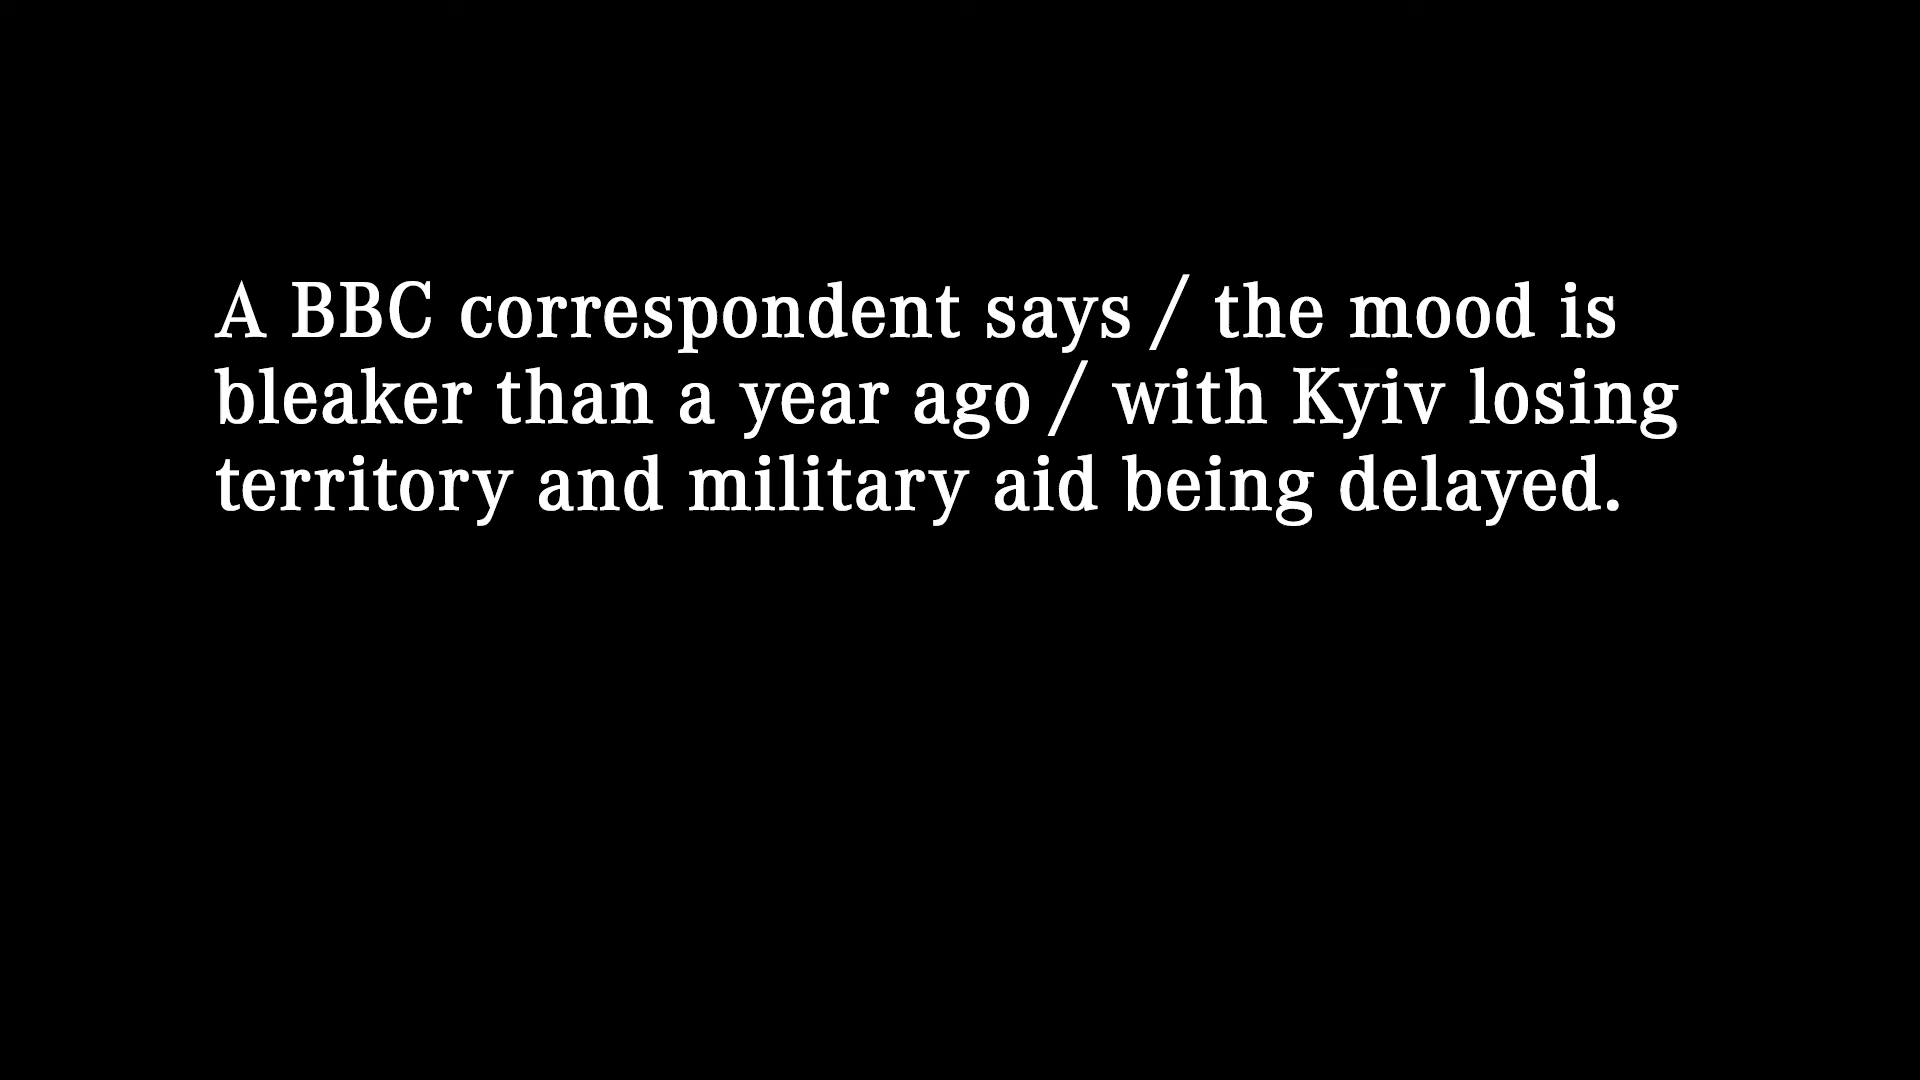 A BBC correspondent says / the mood is
bleaker than a year ago / with Kyiv losing
territory and military aid being delayed.